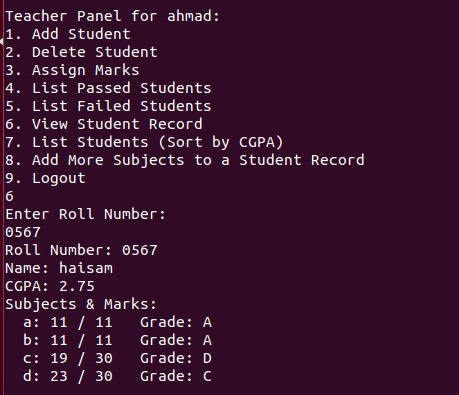 Teacher Panel for ahmad:
1. Add Student
2. Delete Student
3. Assign Marks
4. List Passed Students
5. List Failed Students
6. View Student Record
7. List Students (Sort by CGPA)
8. Add More Subjects to a Student Record
9. Logout
6
Enter Roll Number:
0567
Roll Number: 0567
Name: haisam
CGPA: 2.75
Subjects & Marks:
  a: 11 / 11   Grade: A
  b: 11 / 11   Grade: A
  c: 19 / 30   Grade: D
  d: 23 / 30   Grade: C